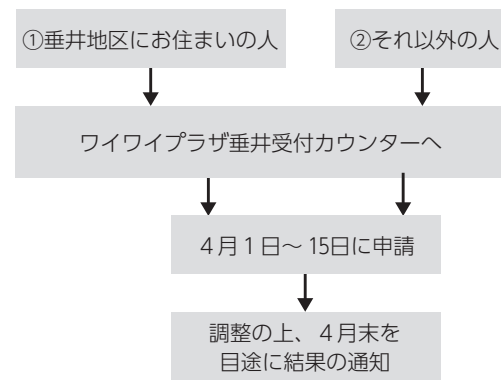 ①垂井地区にお住まいの人
②それ以外の人
ワイワイプラザ垂井受付カウンターへ
４月１日～15日に申請
調整の上、４月末を
目途に結果の通知